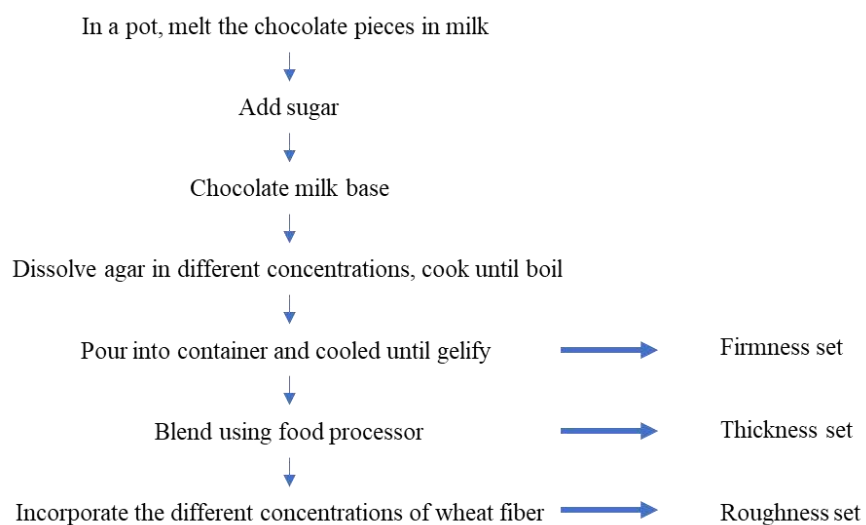 In a pot, melt the chocolate pieces in milk
Add sugar
Chocolate milk base
Dissolve agar in different concentrations, cook until boil
Pour into container and cooled until gelify
Firmness set
Blend using food processor
Thickness set
Incorporate the different concentrations of wheat fiber
Roughness set